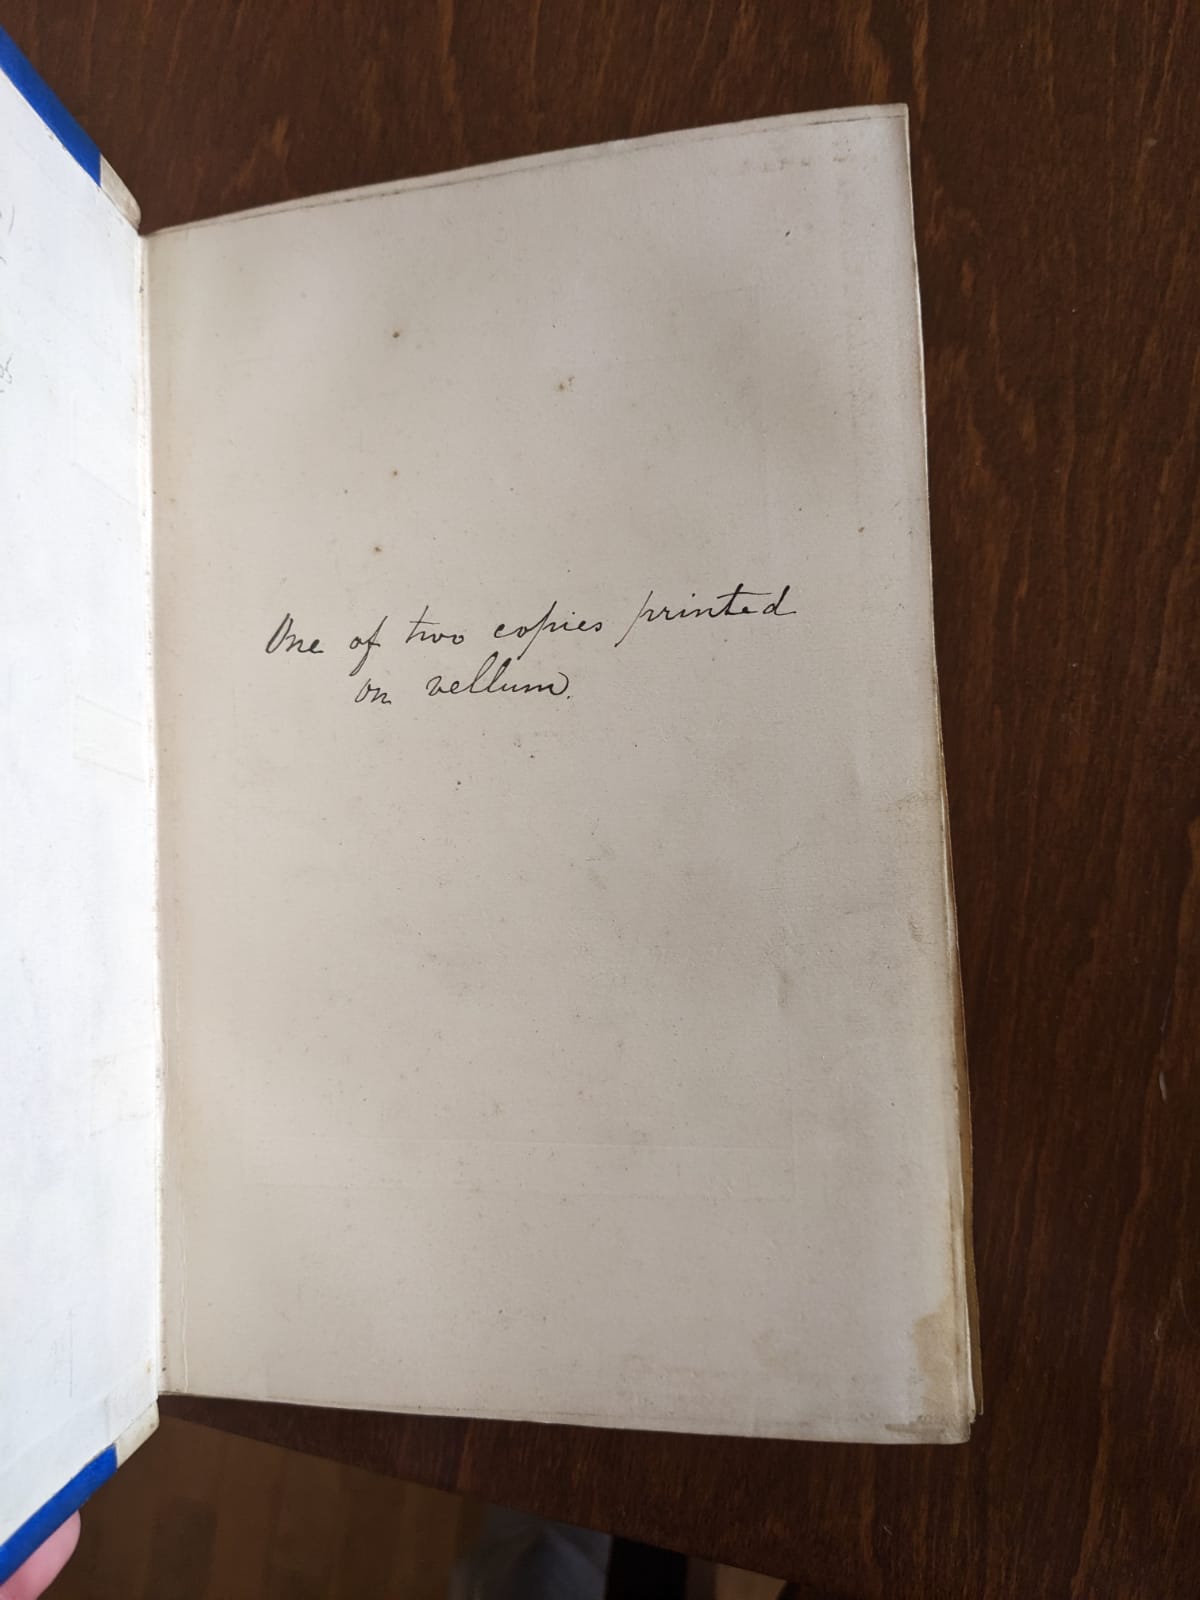 One of two copies printed
on vellum.